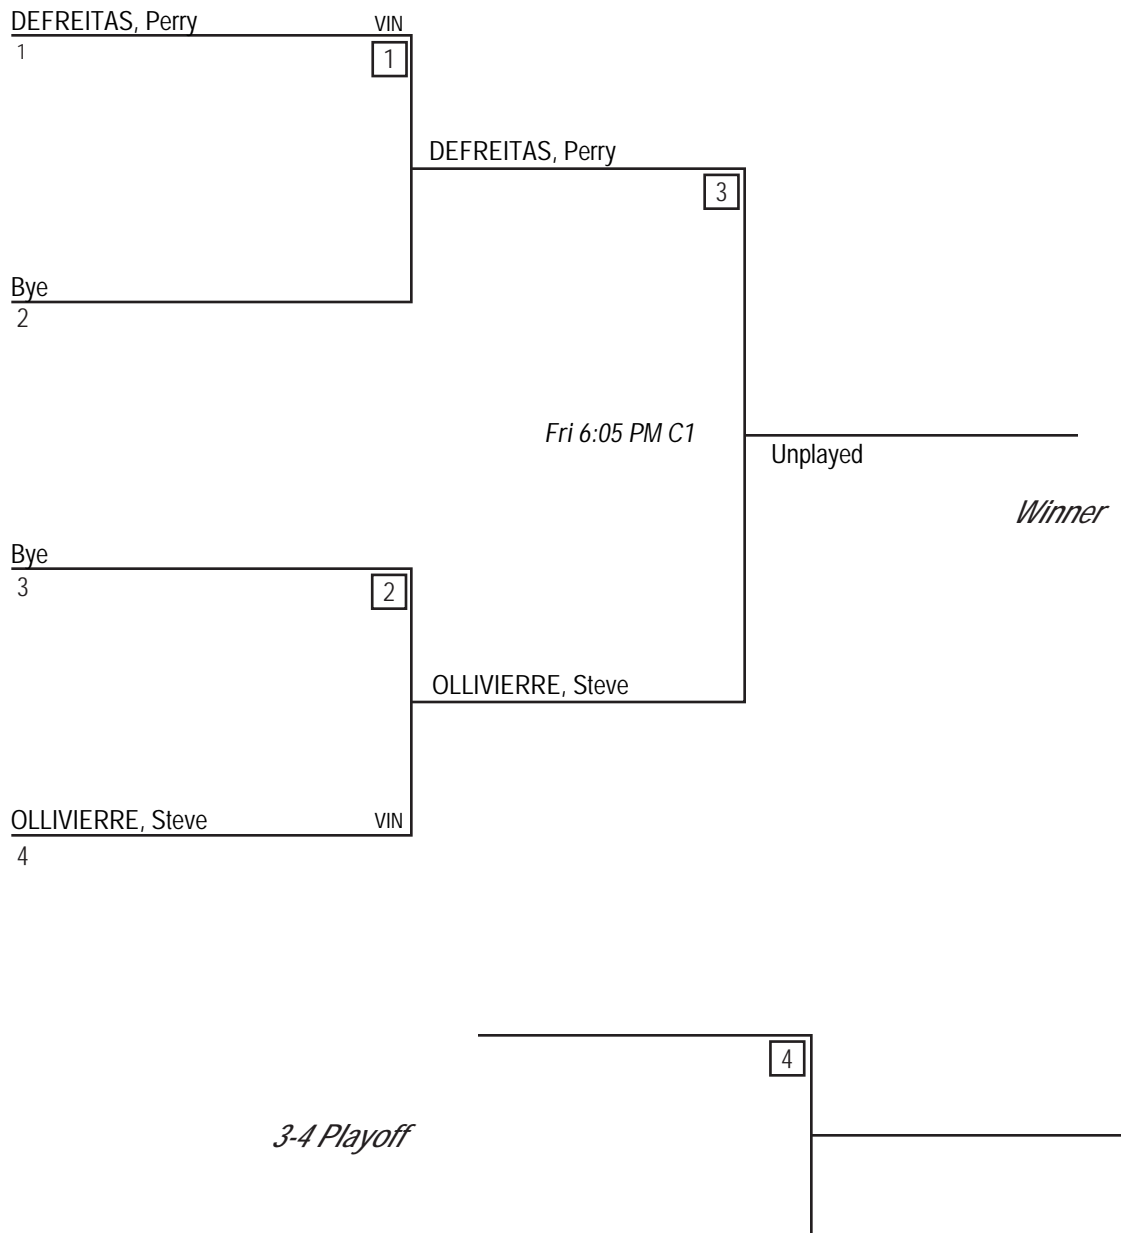 DEFREITAS, Perry VIN
1
1
DEFREITAS, Perry
3
Bye
2
Fri 6:05 PM C1
Unplayed
Winner
Bye
3
2
OLLIVIERRE, Steve
OLLIVIERRE, Steve VIN
4
4
3-4 Playoff